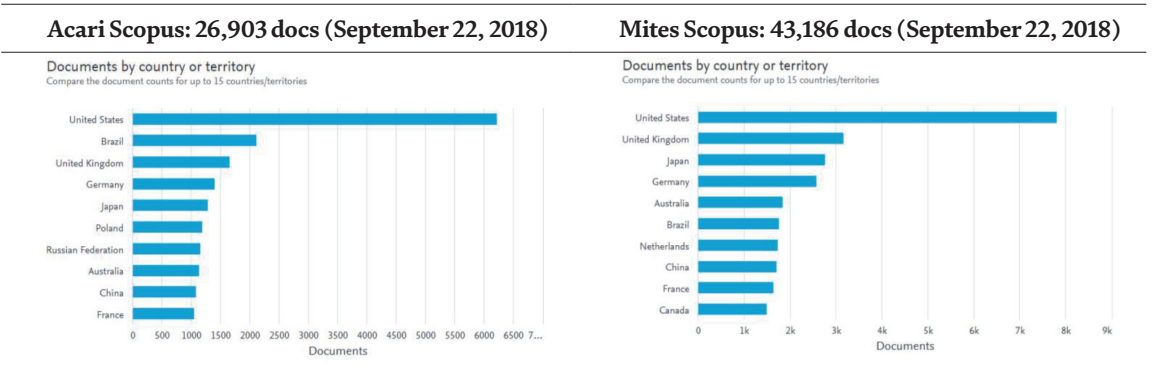 Acari Scopus: 26,903 docs (September 22, 2018)
Documents by country or territory
Compare the document counts for up to 15 countries/territories
United States
Brazil
United Kingdom
Germany
Japan
Poland
Russian Federation
Australia
China
France
0 500 1000 1500 2000 2500 3000 3500 4000 4500 5000 5500 6000 6500 7...
Documents
Mites Scopus: 43,186 docs (September 22, 2018)
Documents by country or territory
Compare the document counts for up to 15 countries/territories
United States
United Kingdom
Japan
Germany
Australia
Brazil
Netherlands
China
France
Canada
0 1k 2k 3k 4k 5k 6k 7k 8k 9k
Documents